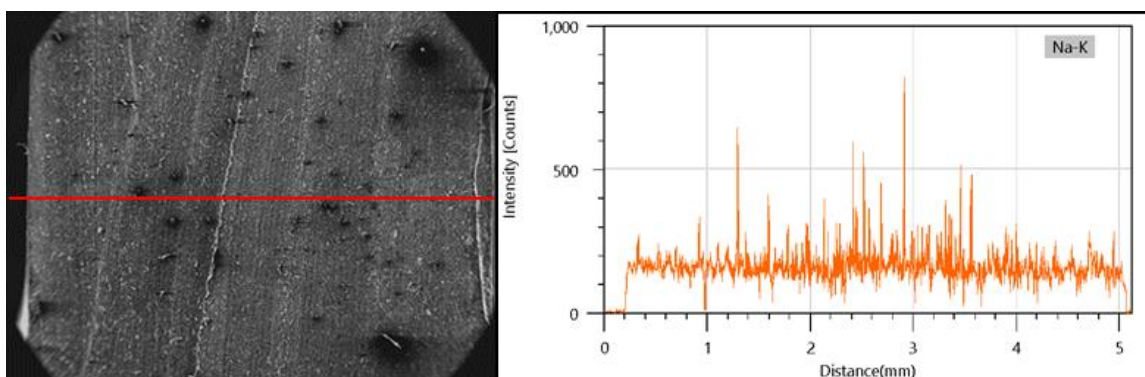 1,000
Na-K
Intensity [Counts]
500
0
0 1 2 3 4 5
Distance(mm)